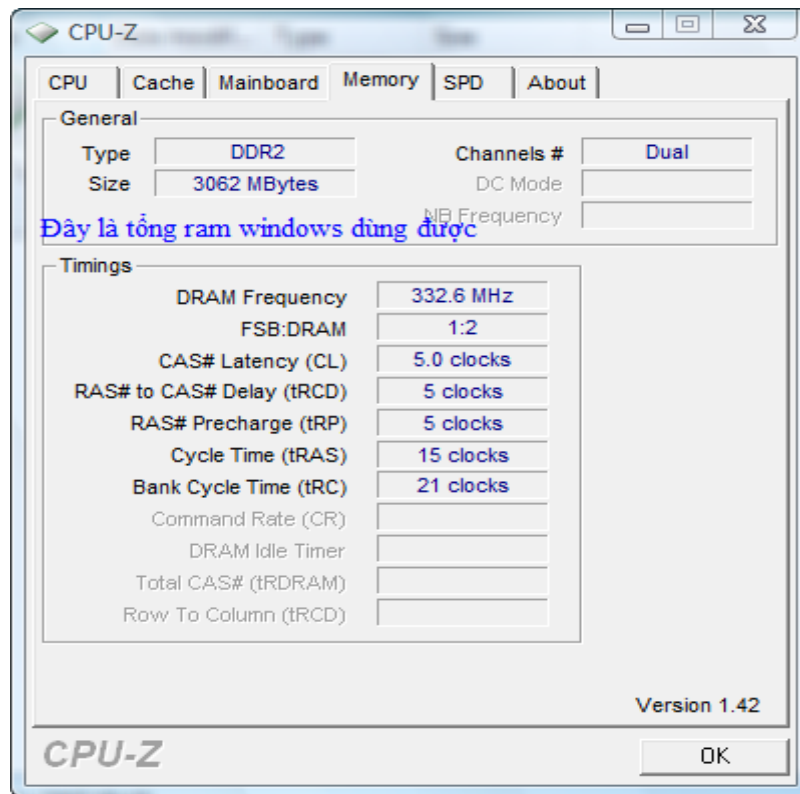 CPU-Z
CPU Cache Mainboard Memory SPD About
General
Type DDR2 Channels # Dual
Size 3062 MBytes DC Mode
NB Frequency
Đây là tổng ram windows dùng được
Timings
DRAM Frequency 332.6 MHz
FSB:DRAM 1:2
CAS# Latency (CL) 5.0 clocks
RAS# to CAS# Delay (tRCD) 5 clocks
RAS# Precharge (tRP) 5 clocks
Cycle Time (tRAS) 15 clocks
Bank Cycle Time (tRC) 21 clocks
Command Rate (CR)
DRAM Idle Timer
Total CAS# (tRDRAM)
Row To Column (tRCD)
Version 1.42
CPU-Z OK